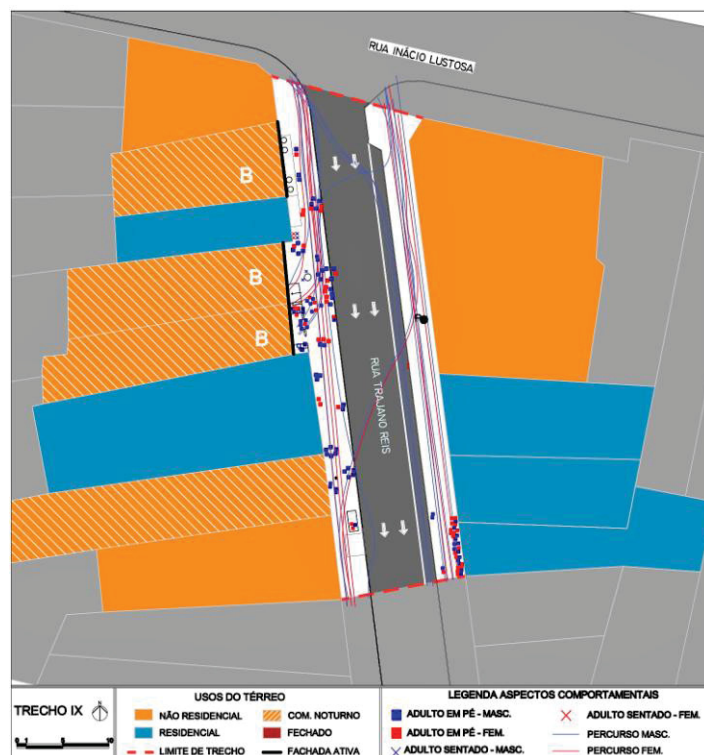 RUA INÁCIO LUSTOSA
B
B
B
RUA TRAJANO REIS
TRECHO IX
USOS DO TÉRREO
NÃO RESIDENCIAL
COM. NOTURNO
RESIDENCIAL
FECHADO
LIMITE DE TRECHO
FACHADA ATIVA
LEGENDA ASPECTOS COMPORTAMENTAIS
ADULTO EM PÉ - MASC.
ADULTO SENTADO - FEM.
ADULTO EM PÉ - FEM.
PERCURSO MASC.
ADULTO SENTADO - MASC.
PERCURSO FEM.